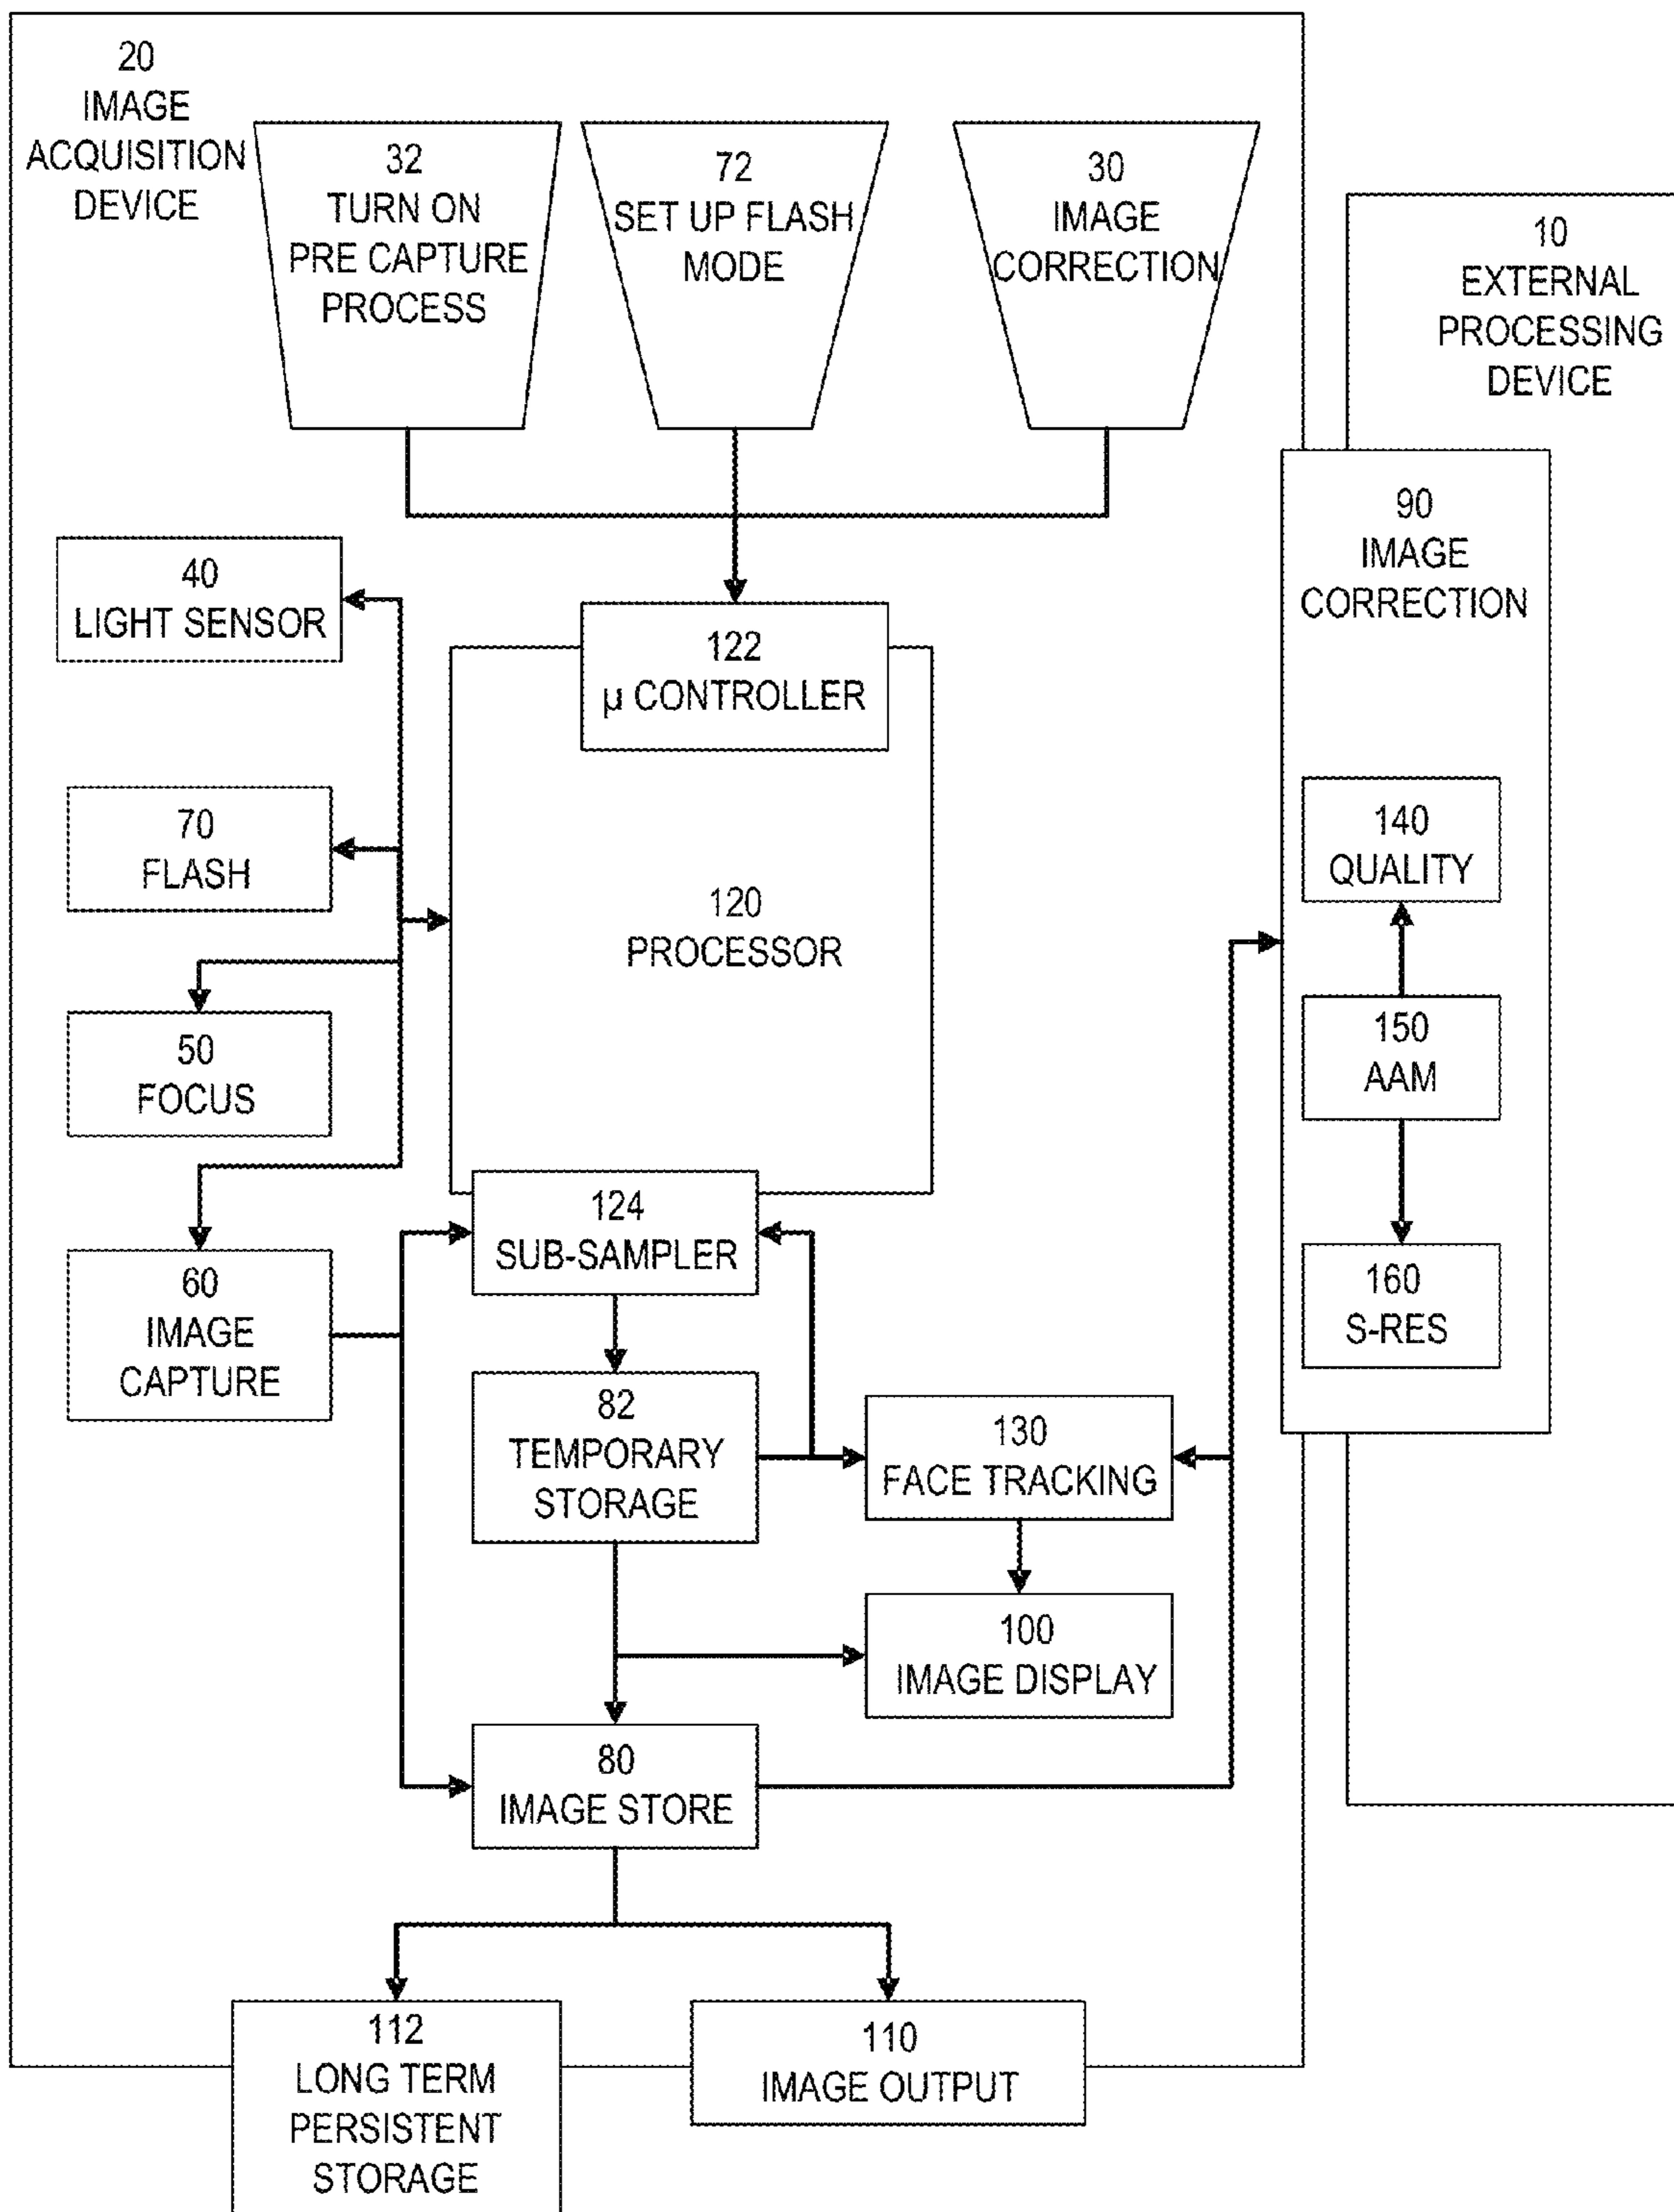 20
IMAGE
ACQUISITION
DEVICE
32
TURN ON
PRE CAPTURE
PROCESS
72
SET UP FLASH
MODE
30
IMAGE
CORRECTION
10
EXTERNAL
PROCESSING
DEVICE
90
IMAGE
CORRECTION
40
LIGHT SENSOR
122
µ CONTROLLER
70
FLASH
120
PROCESSOR
140
QUALITY
50
FOCUS
150
AAM
124
SUB-SAMPLER
60
IMAGE
CAPTURE
160
S-RES
82
TEMPORARY
STORAGE
130
FACE TRACKING
100
IMAGE DISPLAY
80
IMAGE STORE
112
LONG TERM
PERSISTENT
STORAGE
110
IMAGE OUTPUT